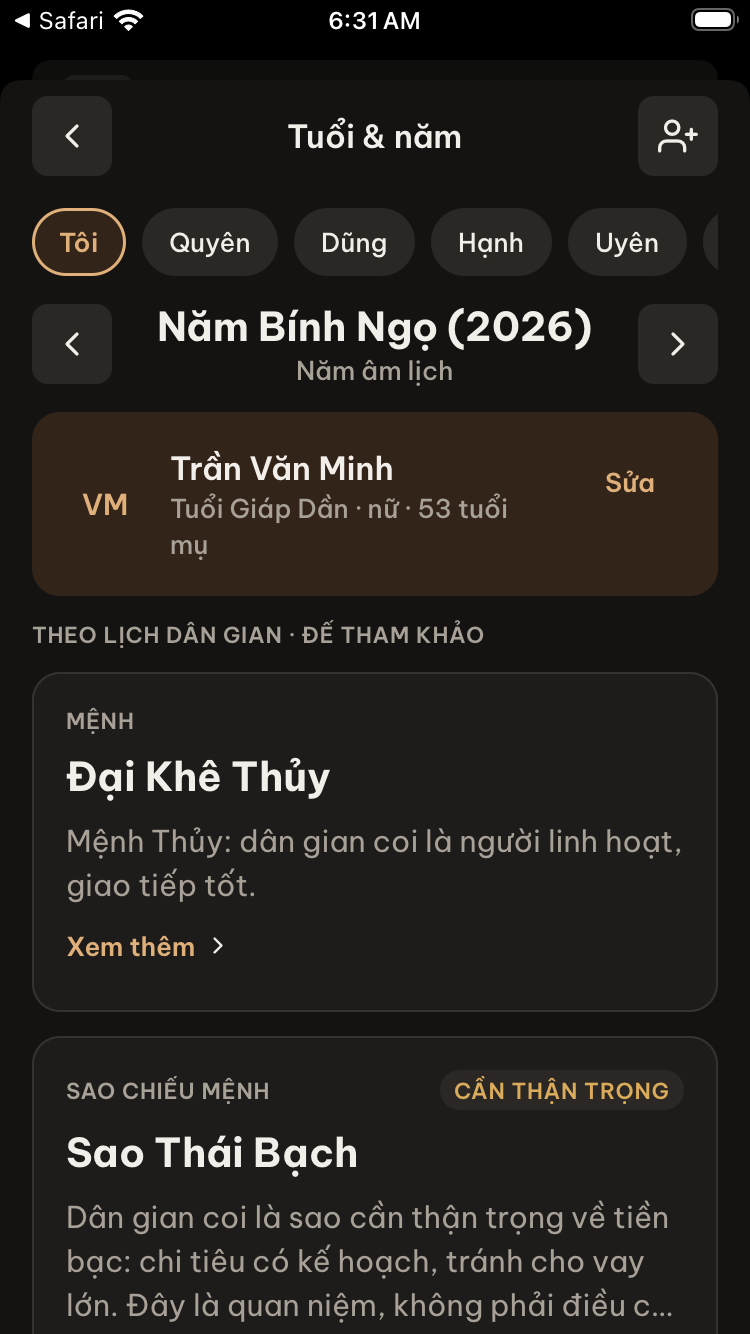 Safari
6:31 AM
Tuổi & năm
Tôi
Quyên
Dũng
Hạnh
Uyên
Năm Bính Ngọ (2026)
Năm âm lịch
VM
Trần Văn Minh
Sửa
Tuổi Giáp Dần · nữ · 53 tuổi
mụ
THEO LỊCH DÂN GIAN · ĐỂ THAM KHẢO
MỆNH
Đại Khê Thủy
Mệnh Thủy: dân gian coi là người linh hoạt,
giao tiếp tốt.
Xem thêm
SAO CHIẾU MỆNH
CẦN THẬN TRỌNG
Sao Thái Bạch
Dân gian coi là sao cần thận trọng về tiền
bạc: chi tiêu có kế hoạch, tránh cho vay
lớn. Đây là quan niệm, không phải điều c...